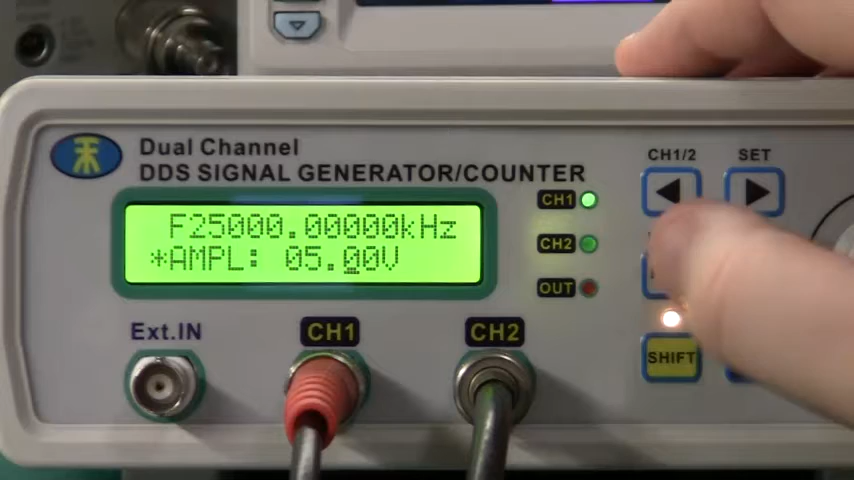 Dual Channel
DDS SIGNAL GENERATOR/COUNTER
F25000.00000kHz
*AMPL: 05.00V
CH1
CH2
OUT
CH1/2
SET
SHIFT
Ext.IN
CH1
CH2